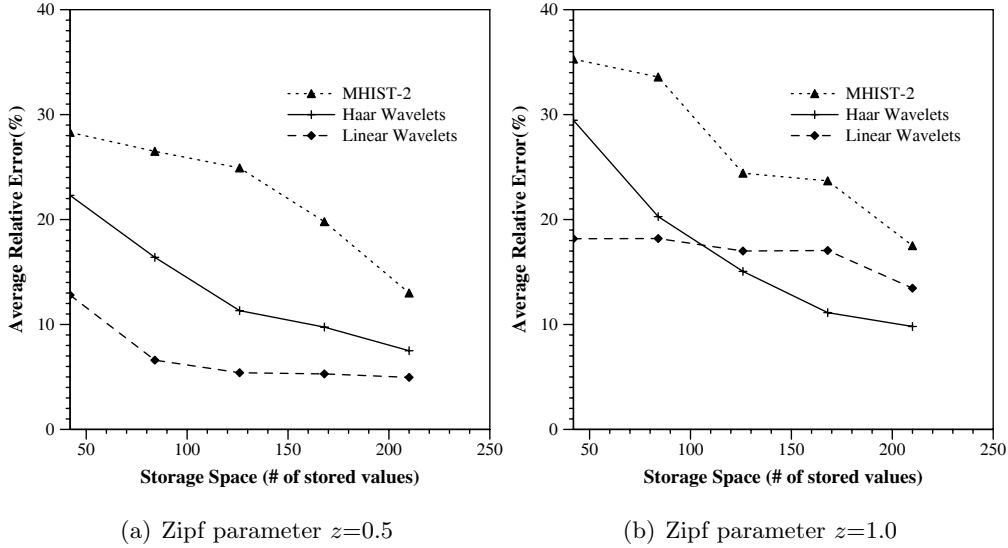 40
30
20
10
0
50
100
150
200
250
Average Relative Error(%)
Storage Space (# of stored values)
MHIST-2
Haar Wavelets
Linear Wavelets
(a) Zipf parameter z=0.5
40
30
20
10
0
50
100
150
200
250
Average Relative Error(%)
Storage Space (# of stored values)
MHIST-2
Haar Wavelets
Linear Wavelets
(b) Zipf parameter z=1.0